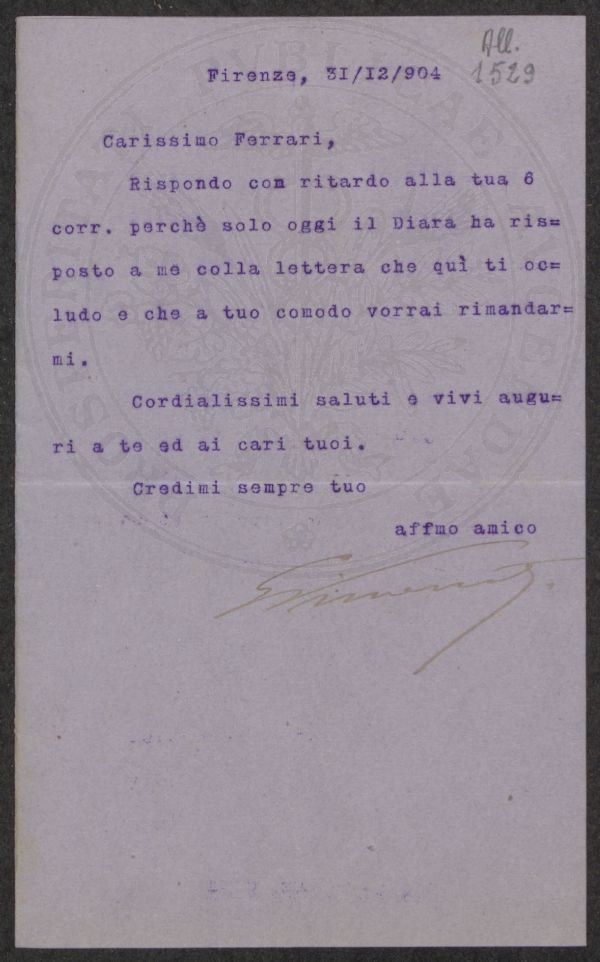 All.
1529
Firenze, 31/12/904
Carissimo Ferrari,
Rispondo con ritardo alla tua 6
corr. perchè solo oggi il Diara ha ris=
posto a me colla lettera che quì ti oc=
ludo e che a tuo comodo vorrai rimandar=
mi.
Cordialissimi saluti e vivi augu=
ri a te ed ai cari tuoi.
Credimi sempre tuo
affmo amico